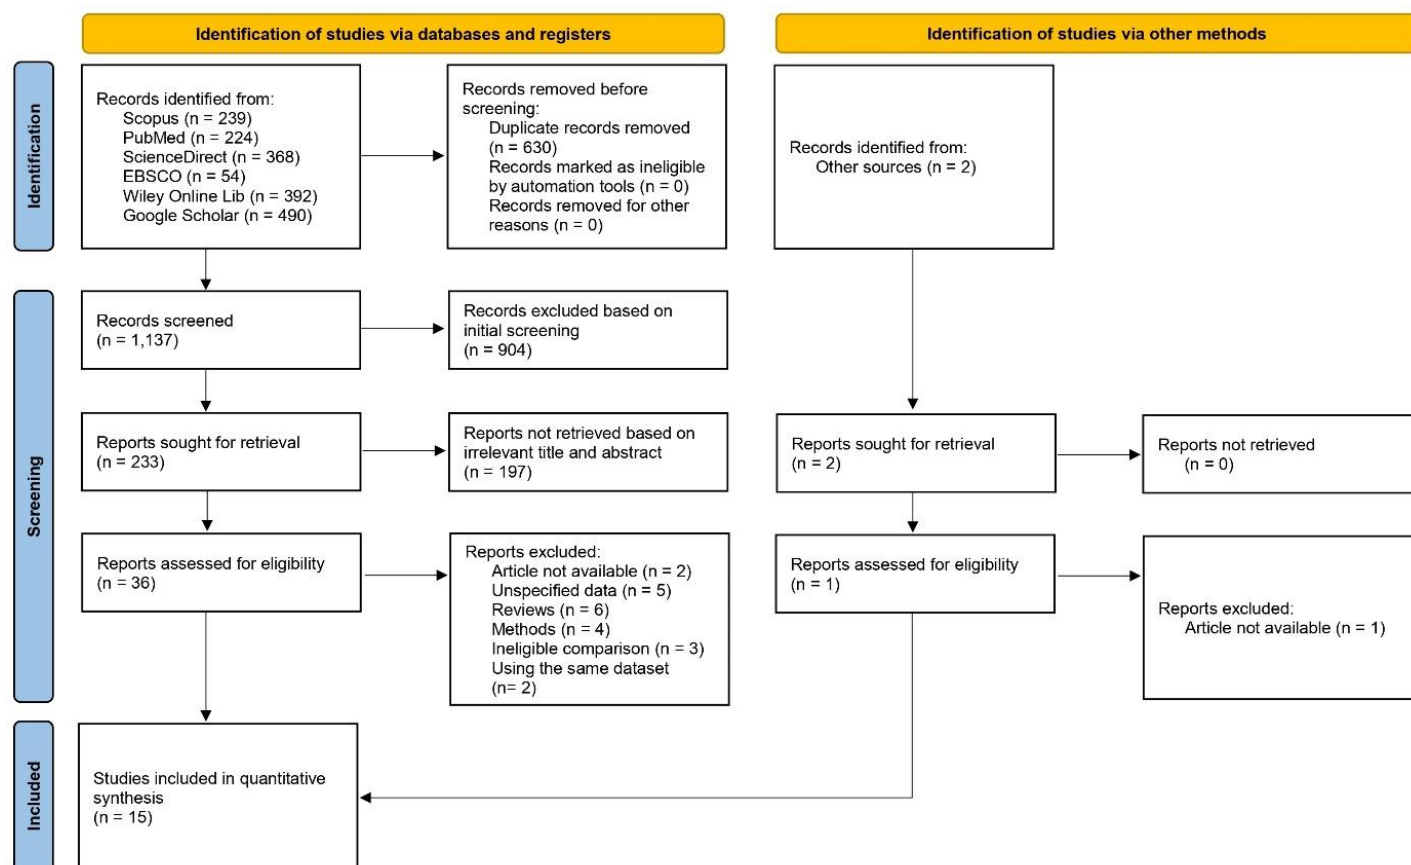 Identification of studies via databases and registers
Identification of studies via other methods
Identification
Records identified from:
Scopus (n = 239)
PubMed (n = 224)
ScienceDirect (n = 368)
EBSCO (n = 54)
Wiley Online Lib (n = 392)
Google Scholar (n = 490)
Records removed before
screening:
Duplicate records removed
(n = 630)
Records marked as ineligible
by automation tools (n = 0)
Records removed for other
reasons (n = 0)
Records identified from:
Other sources (n = 2)
Screening
Records screened
(n = 1,137)
Records excluded based on
initial screening
(n = 904)
Reports sought for retrieval
(n = 233)
Reports not retrieved based on
irrelevant title and abstract
(n = 197)
Reports sought for retrieval
(n = 2)
Reports not retrieved
(n = 0)
Reports assessed for eligibility
(n = 36)
Reports excluded:
Article not available (n = 2)
Unspecified data (n = 5)
Reviews (n = 6)
Methods (n = 4)
Ineligible comparison (n = 3)
Using the same dataset
(n= 2)
Reports assessed for eligibility
(n = 1)
Reports excluded:
Article not available (n = 1)
Included
Studies included in quantitative
synthesis
(n = 15)